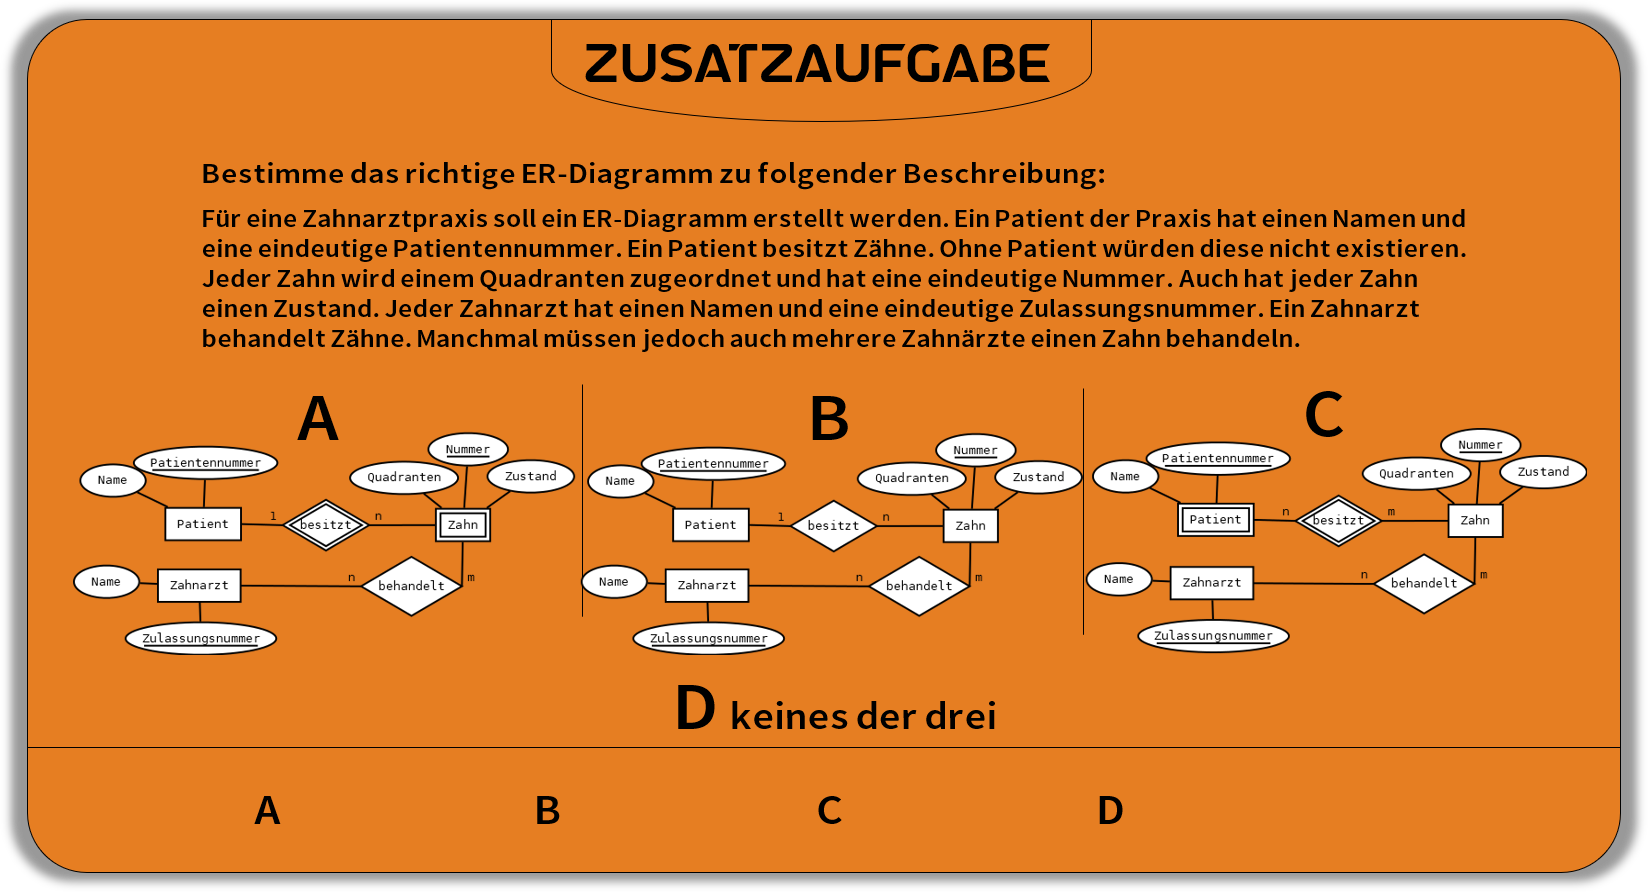 ZUSATZAUFGABE
Bestimme das richtige ER-Diagramm zu folgender Beschreibung:
Für eine Zahnarztpraxis soll ein ER-Diagramm erstellt werden. Ein Patient der Praxis hat einen Namen und
eine eindeutige Patientennummer. Ein Patient besitzt Zähne. Ohne Patient würden diese nicht existieren.
Jeder Zahn wird einem Quadranten zugeordnet und hat eine eindeutige Nummer. Auch hat jeder Zahn
einen Zustand. Jeder Zahnarzt hat einen Namen und eine eindeutige Zulassungsnummer. Ein Zahnarzt
behandelt Zähne. Manchmal müssen jedoch auch mehrere Zahnärzte einen Zahn behandeln.
A
Nummer
Patientennummer
Name
Quadranten
Zustand
Patient
1
besitzt
n
Zahn
Name
Zahnarzt
n
behandelt
m
Zulassungsnummer
B
Nummer
Patientennummer
Name
Quadranten
Zustand
Patient
1
besitzt
n
Zahn
Name
Zahnarzt
n
behandelt
m
Zulassungsnummer
C
Nummer
Patientennummer
Name
Quadranten
Zustand
Patient
n
besitzt
m
Zahn
Name
Zahnarzt
n
behandelt
m
Zulassungsnummer
D keines der drei
A B C D